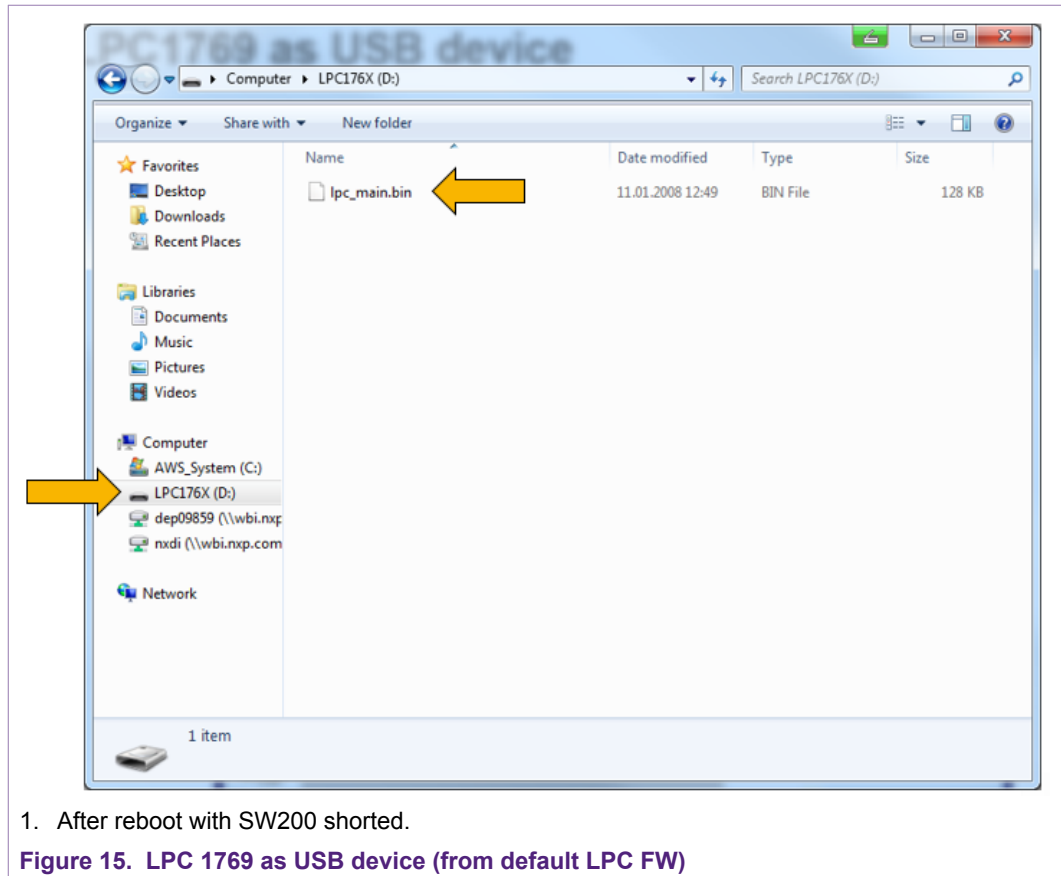 PC1769 as USB device
Computer ▸ LPC176X (D:)
Search LPC176X (D:)
Organize ▾ Share with ▾ New folder
Name Date modified Type Size
lpc_main.bin 11.01.2008 12:49 BIN File 128 KB
Favorites
Desktop
Downloads
Recent Places
Libraries
Documents
Music
Pictures
Videos
Computer
AWS_System (C:)
LPC176X (D:)
dep09859 (\\wbi.nxp
nxdi (\\wbi.nxp.com
Network
1 item
1. After reboot with SW200 shorted.
Figure 15. LPC 1769 as USB device (from default LPC FW)